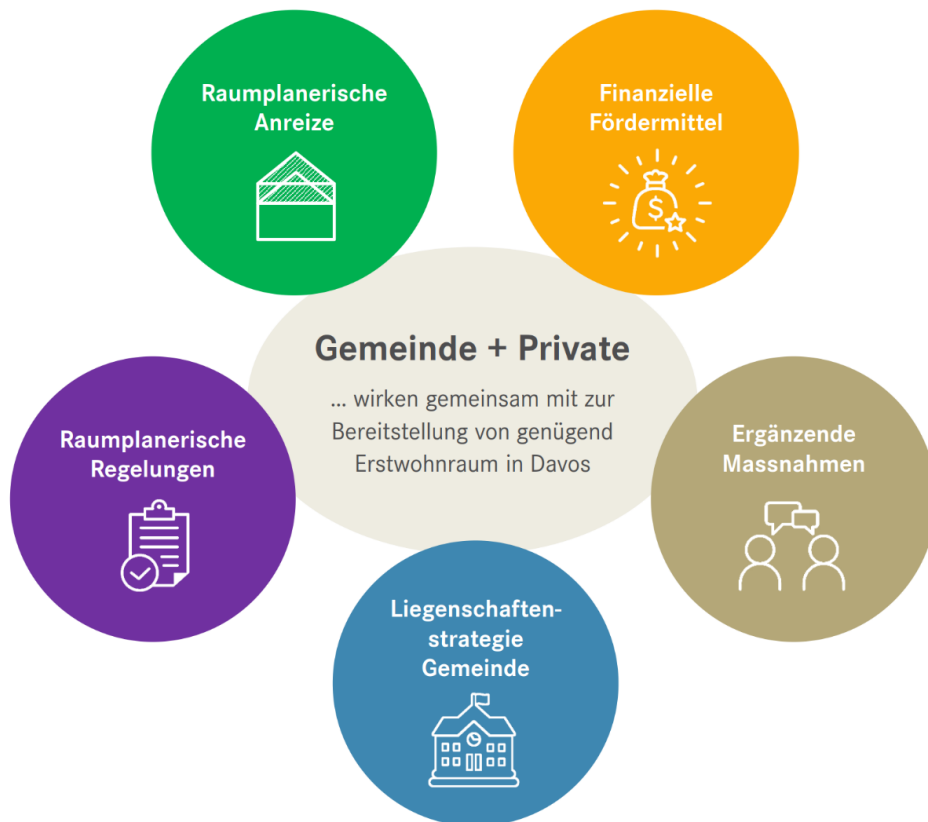 Raumplanerische
Anreize
Finanzielle
Fördermittel
$
Gemeinde + Private
... wirken gemeinsam mit zur
Bereitstellung von genügend
Erstwohnraum in Davos
Raumplanerische
Regelungen
Ergänzende
Massnahmen
Liegenschaften-
strategie
Gemeinde